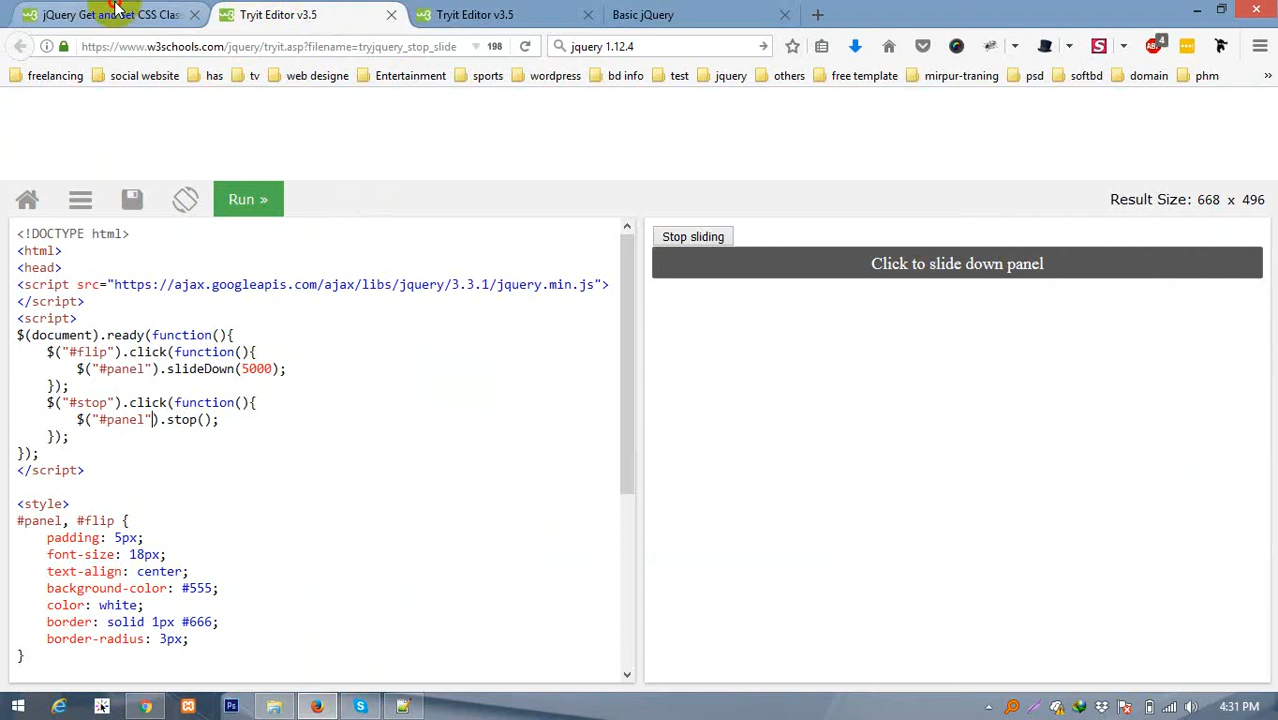 jQuery Get and Set CSS Clas
Tryit Editor v3.5
Tryit Editor v3.5
Basic jQuery
https://www.w3schools.com/jquery/tryit.asp?filename=tryjquery_stop_slide
198
jquery 1.12.4
4
freelancing
social website
has
tv
web designe
Entertainment
sports
wordpress
bd info
test
jquery
others
free template
mirpur-traning
psd
softbd
domain
phm
»
Run »
Result Size: 668 x 496
<!DOCTYPE html>
<html>
<head>
<script src="https://ajax.googleapis.com/ajax/libs/jquery/3.3.1/jquery.min.js">
</script>
<script>
$(document).ready(function(){
    $("#flip").click(function(){
        $("#panel").slideDown(5000);
    });
    $("#stop").click(function(){
        $("#panel").stop();
    });
});
</script>
<style>
#panel, #flip {
    padding: 5px;
    font-size: 18px;
    text-align: center;
    background-color: #555;
    color: white;
    border: solid 1px #666;
    border-radius: 3px;
}
Stop sliding
Click to slide down panel
4:31 PM